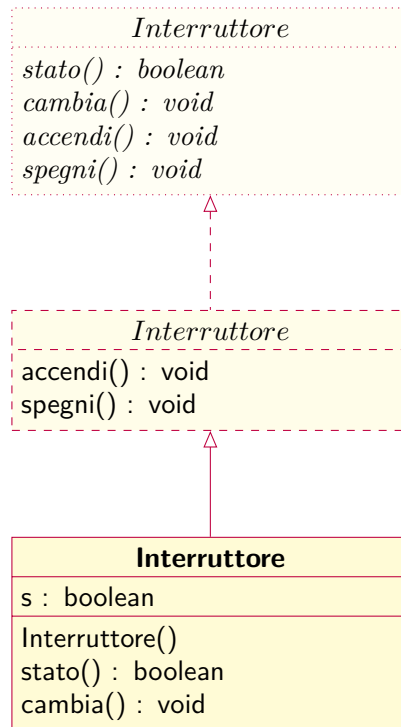 Interruttore
stato() : boolean
cambia() : void
accendi() : void
spegni() : void
Interruttore
accendi() : void
spegni() : void
Interruttore
s : boolean
Interruttore()
stato() : boolean
cambia() : void